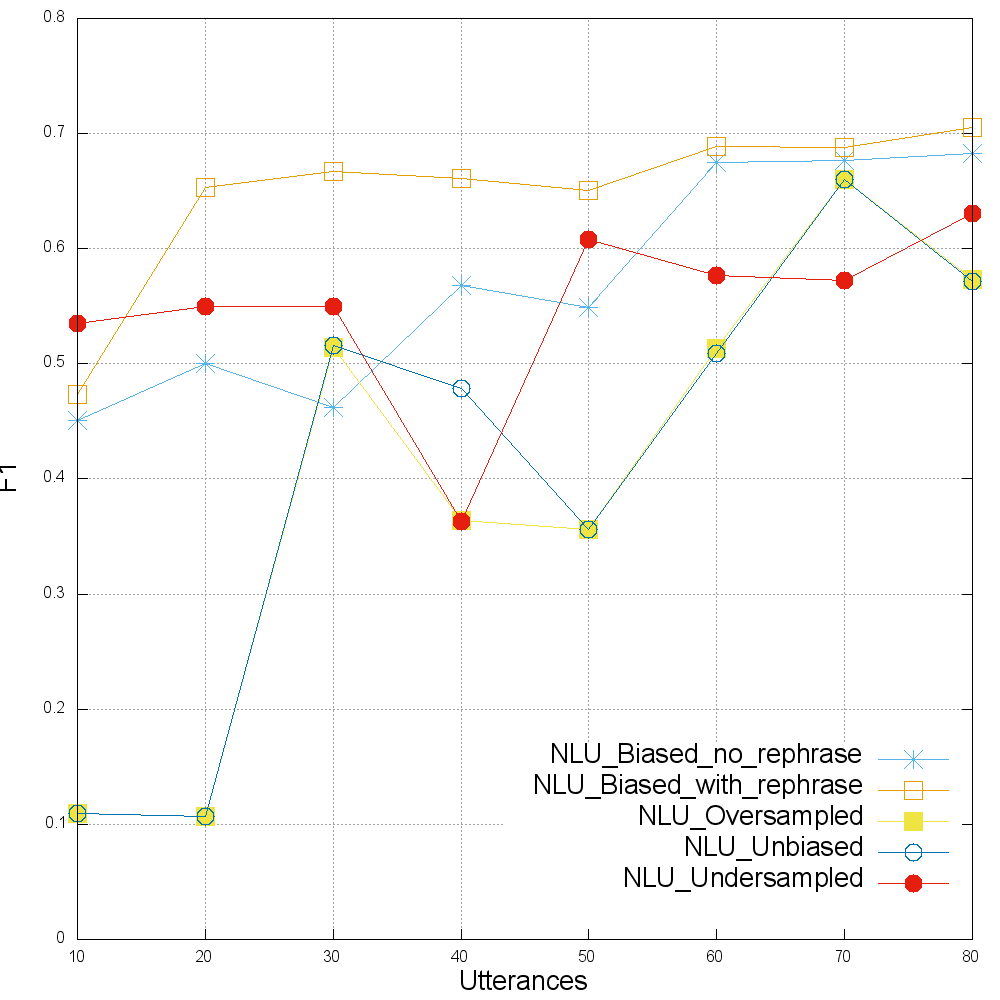 0.8
0.7
0.6
0.5
0.4
0.3
0.2
0.1
0
F1
NLU_Biased_no_rephrase
NLU_Biased_with_rephrase
NLU_Oversampled
NLU_Unbiased
NLU_Undersampled
10 20 30 40 50 60 70 80
Utterances